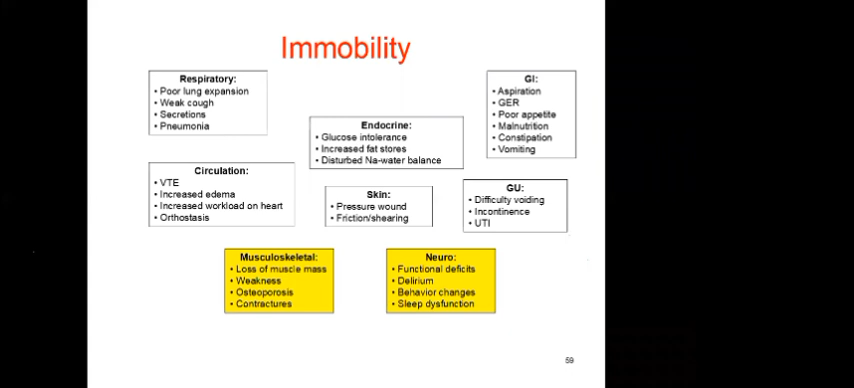 Immobility
Respiratory:
• Poor lung expansion
• Weak cough
• Secretions
• Pneumonia
GI:
• Aspiration
• GER
• Poor appetite
• Malnutrition
• Constipation
• Vomiting
Endocrine:
• Glucose intolerance
• Increased fat stores
• Disturbed Na-water balance
Circulation:
• VTE
• Increased edema
• Increased workload on heart
• Orthostasis
Skin:
• Pressure wound
• Friction/shearing
GU:
• Difficulty voiding
• Incontinence
• UTI
Musculoskeletal:
• Loss of muscle mass
• Weakness
• Osteoporosis
• Contractures
Neuro:
• Functional deficits
• Delirium
• Behavior changes
• Sleep dysfunction
59